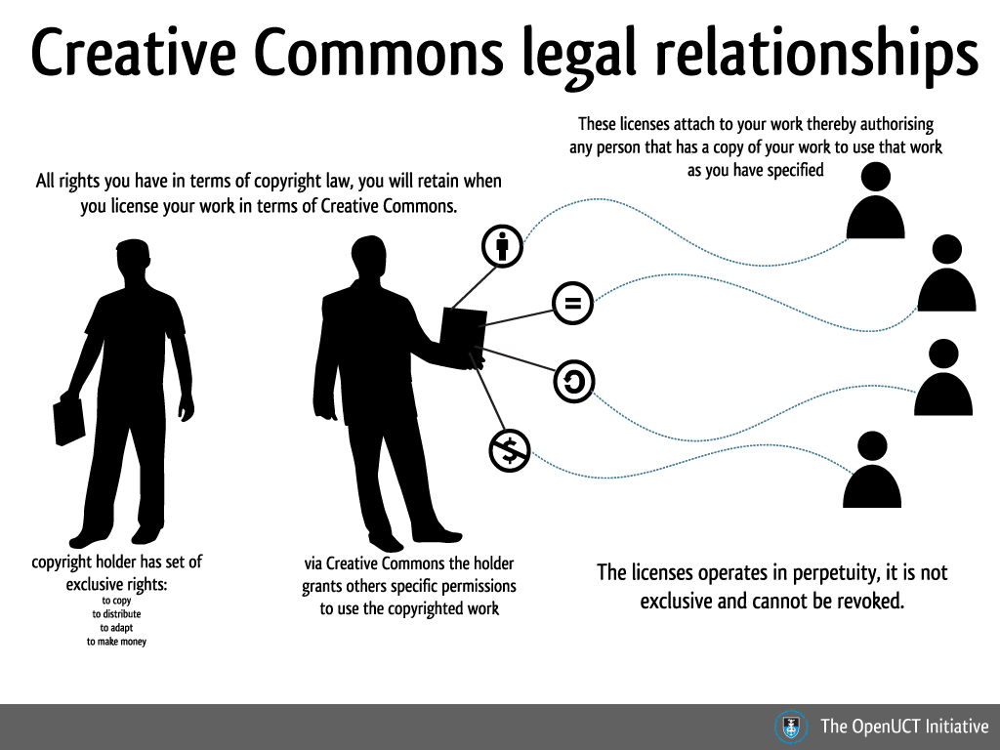 Creative Commons legal relationships
These licenses attach to your work thereby authorising
any person that has a copy of your work to use that work
as you have specified
All rights you have in terms of copyright law, you will retain when
you license your work in terms of Creative Commons.
=
$
copyright holder has set of
exclusive rights:
to copy
to distribute
to adapt
to make money
via Creative Commons the holder
grants others specific permissions
to use the copyrighted work
The licenses operates in perpetuity, it is not
exclusive and cannot be revoked.
The OpenUCT Initiative